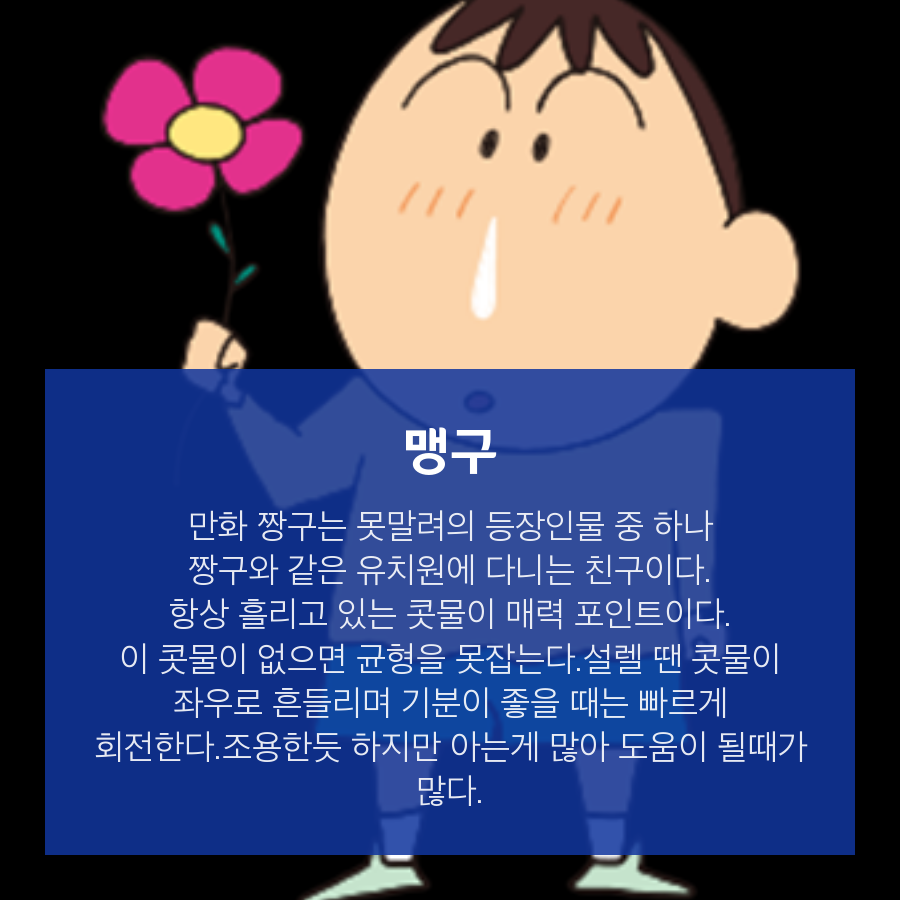 맹구
만화 짱구는 못말려의 등장인물 중 하나
짱구와 같은 유치원에 다니는 친구이다.
항상 흘리고 있는 콧물이 매력 포인트이다.
이 콧물이 없으면 균형을 못잡는다.설렐 땐 콧물이
좌우로 흔들리며 기분이 좋을 때는 빠르게
회전한다.조용한듯 하지만 아는게 많아 도움이 될때가
많다.